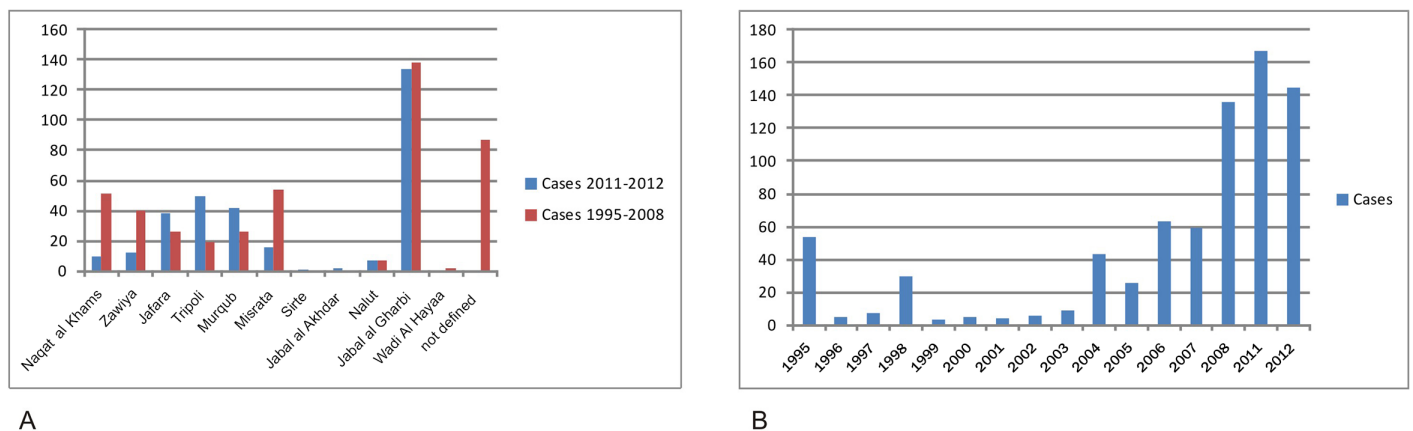 160
140
120
100
80
60
40
20
0
Naqat al Khams
Zawiya
Jafara
Tripoli
Murqub
Misrata
Sirte
Jabal al Akhdar
Nalut
Jabal al Gharbi
Wadi Al Hayaa
not defined
Cases 2011-2012
Cases 1995-2008
A
180
160
140
120
100
80
60
40
20
0
1995
1996
1997
1998
1999
2000
2001
2002
2003
2004
2005
2006
2007
2008
2011
2012
Cases
B